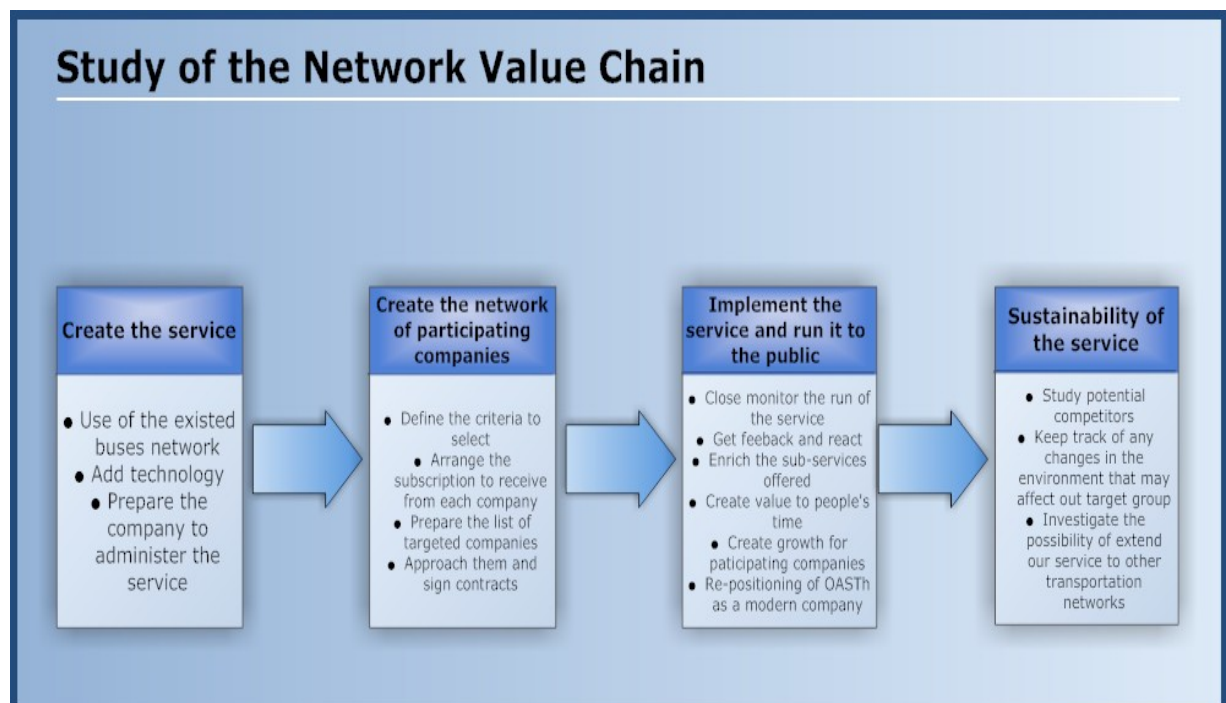 Study of the Network Value Chain
Create the service
● Use of the existed
buses network
● Add technology
● Prepare the
company to
administer the
service
Create the network
of participating
companies
● Define the criteria to
select
● Arrange the
subscription to receive
from each company
● Prepare the list of
targeted companies
● Approach them and
sign contracts
Implement the
service and run it to
the public
● Close monitor the run of
the service
● Get feeback and react
● Enrich the sub-services
offered
● Create value to people's
time
● Create growth for
paticipating companies
● Re-positioning of OASTh
as a modern company
Sustainability of
the service
● Study potential
competitors
● Keep track of any
changes in the
environment that may
affect out target group
● Investigate the
possibility of extend
our service to other
transportation
networks